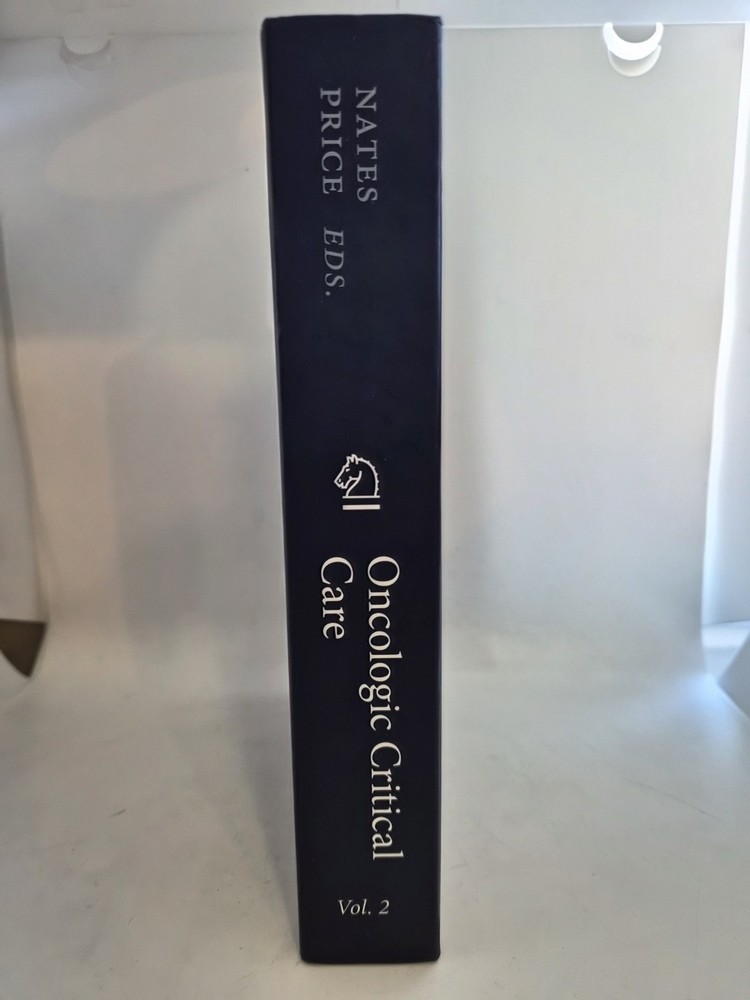 NATES
PRICE EDS.
Oncologic Critical
Care
Vol. 2